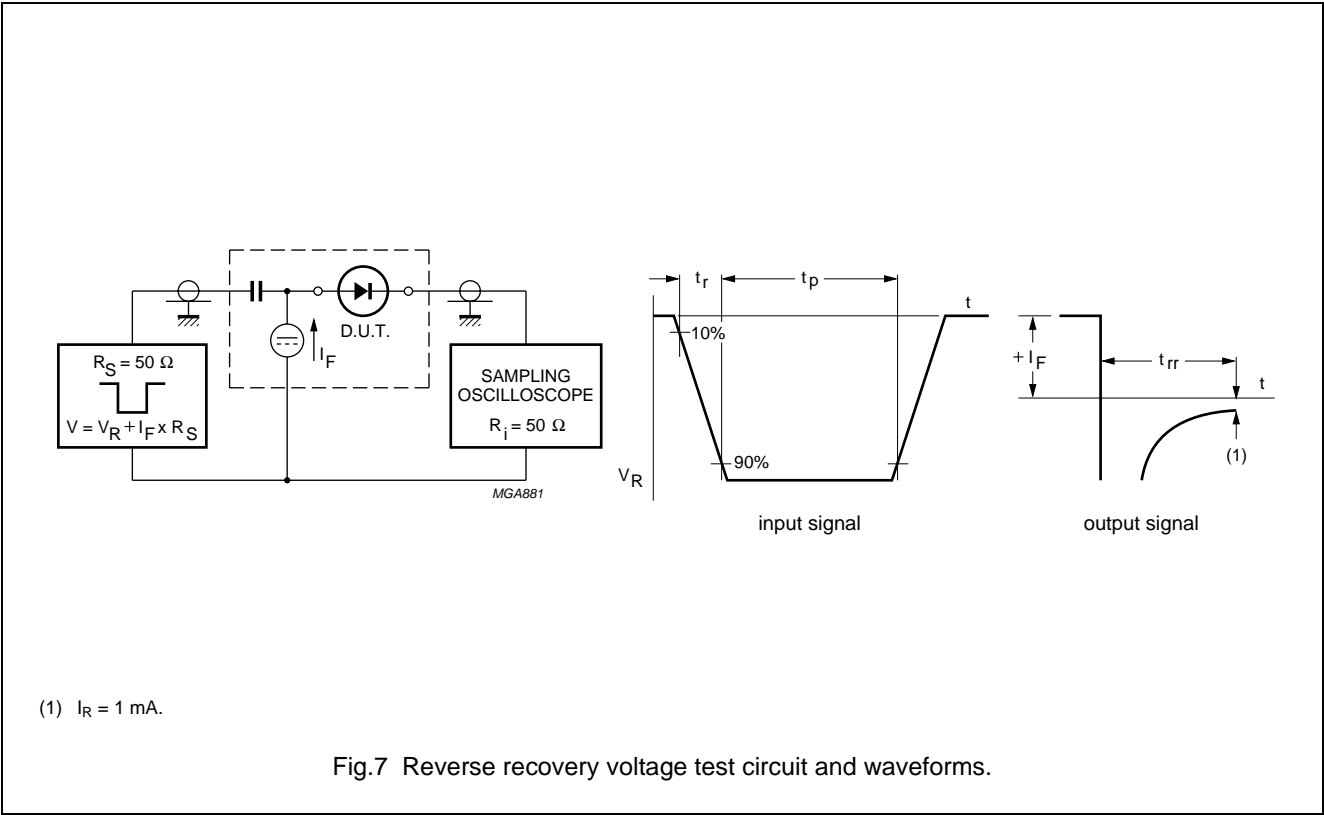 D.U.T.
I_F
R_S = 50 Ω
V = V_R + I_F x R_S
SAMPLING
OSCILLOSCOPE
R_i = 50 Ω
MGA881
t_r
t_p
t
10%
90%
V_R
input signal
+ I_F
t_rr
t
(1)
output signal
(1) I_R = 1 mA.
Fig.7 Reverse recovery voltage test circuit and waveforms.